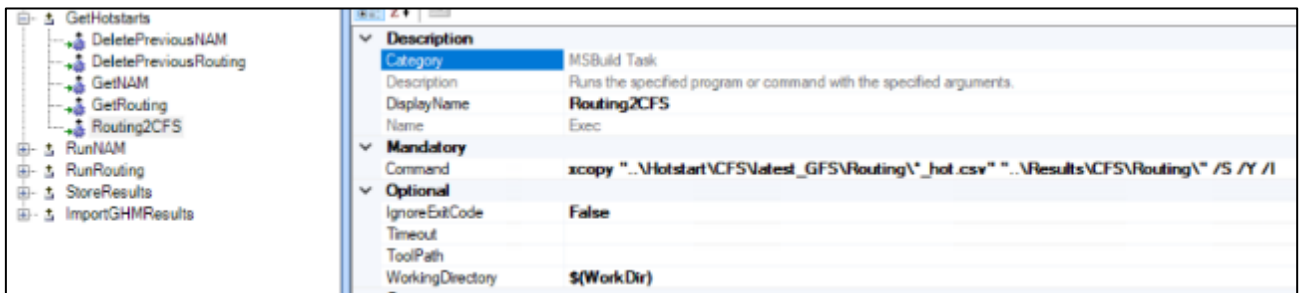 GetHotstarts
DeletePreviousNAM
DeletePreviousRouting
GetNAM
GetRouting
Routing2CFS
RunNAM
RunRouting
StoreResults
ImportGHMResults
Description
Category MSBuild Task
Description Runs the specified program or command with the specified arguments.
DisplayName Routing2CFS
Name Exec
Mandatory
Command xcopy "..\Hotstart\CFS\latest_GFS\Routing\*_hot.csv" "..\Results\CFS\Routing\" /S /Y /I
Optional
IgnoreExitCode False
Timeout
ToolPath
WorkingDirectory $(WorkDir)